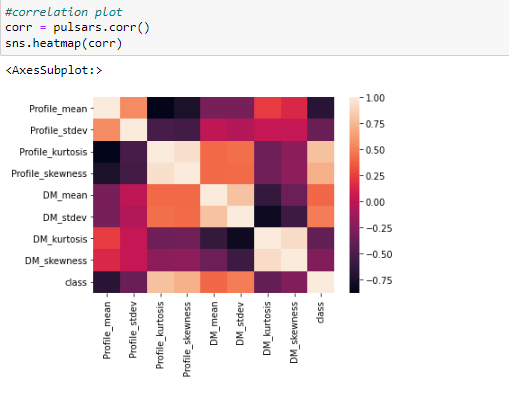 #correlation plot
corr = pulsars.corr()
sns.heatmap(corr)
<AxesSubplot:>
Profile_mean
Profile_stdev
Profile_kurtosis
Profile_skewness
DM_mean
DM_stdev
DM_kurtosis
DM_skewness
class
Profile_mean
Profile_stdev
Profile_kurtosis
Profile_skewness
DM_mean
DM_stdev
DM_kurtosis
DM_skewness
class
1.00
0.75
0.50
0.25
0.00
−0.25
−0.50
−0.75